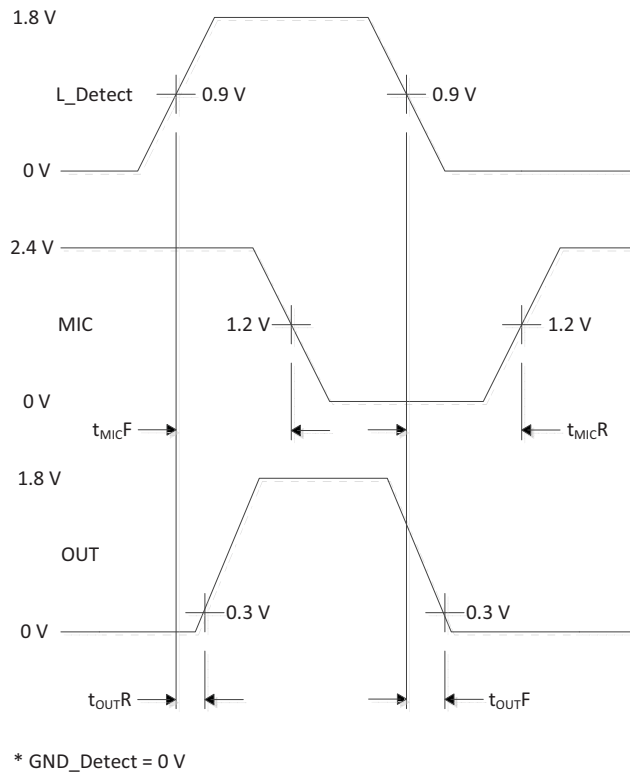 1.8 V
L_Detect 0.9 V 0.9 V
0 V
2.4 V
MIC 1.2 V 1.2 V
0 V
tMICF tMICR
1.8 V
OUT
0.3 V 0.3 V
0 V
tOUTR tOUTF
* GND_Detect = 0 V